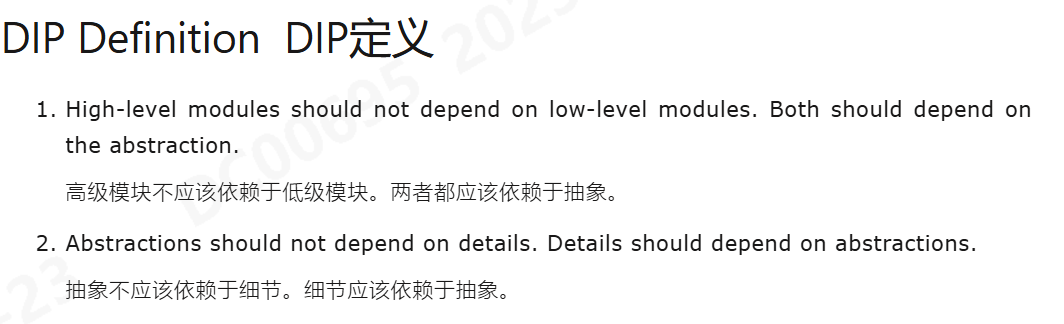 DIP Definition DIP定义
1. High-level modules should not depend on low-level modules. Both should depend on
the abstraction.
高级模块不应该依赖于低级模块。两者都应该依赖于抽象。
2. Abstractions should not depend on details. Details should depend on abstractions.
抽象不应该依赖于细节。细节应该依赖于抽象。
DC00695 2023
-23